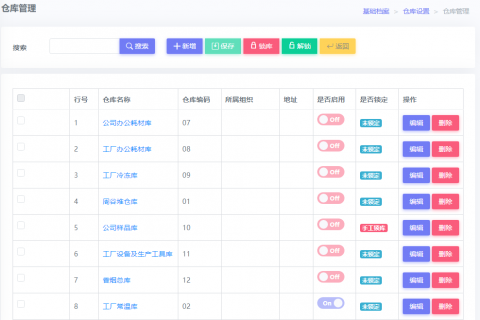 仓库管理
基础档案 > 仓库设置 > 仓库管理
搜索 搜索 新增 保存 锁库 解锁 返回
行号 仓库名称 仓库编码 所属组织 地址 是否启用 是否锁定 操作
1 公司办公耗材库 07 Off 未锁定 编辑 删除
2 工厂办公耗材库 08 Off 未锁定 编辑 删除
3 工厂冷冻库 09 Off 未锁定 编辑 删除
4 周谷堆仓库 01 Off 未锁定 编辑 删除
5 公司样品库 10 Off 手工锁库 编辑 删除
6 工厂设备及生产工具库 11 Off 未锁定 编辑 删除
7 香烟总库 12 Off 未锁定 编辑 删除
8 工厂常温库 02 On 未锁定 编辑 删除